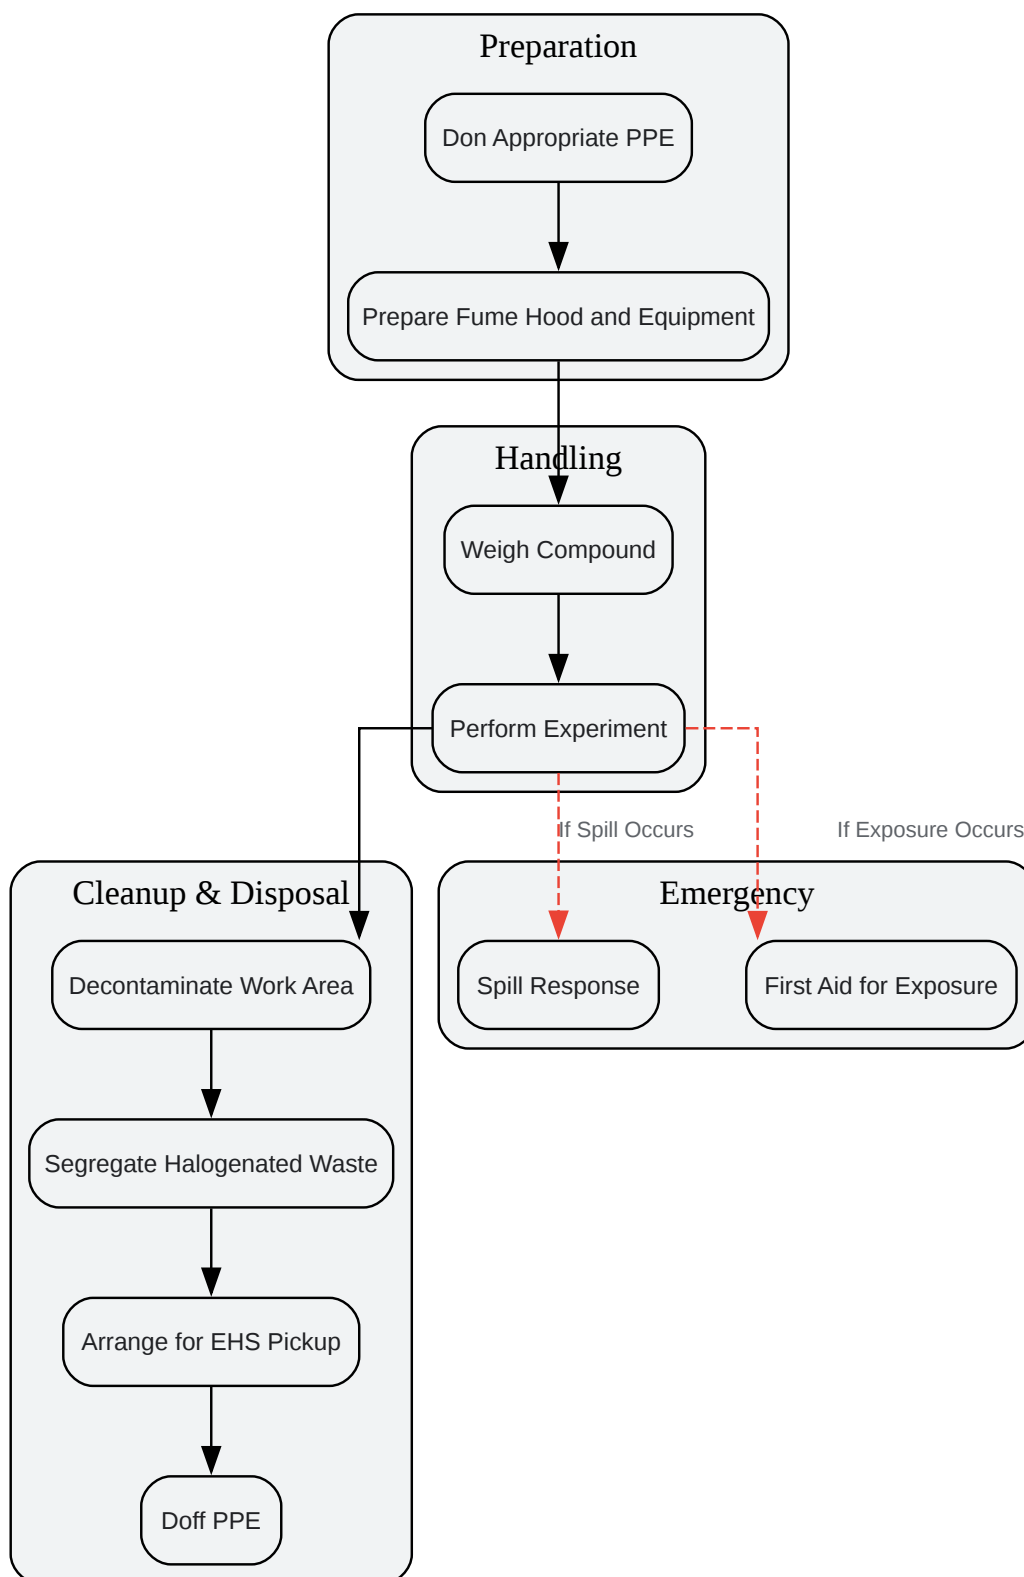 Preparation
Don Appropriate PPE
Prepare Fume Hood and Equipment
Handling
Weigh Compound
Perform Experiment
If Spill Occurs
If Exposure Occurs
Cleanup & Disposal
Decontaminate Work Area
Segregate Halogenated Waste
Arrange for EHS Pickup
Doff PPE
Emergency
Spill Response
First Aid for Exposure